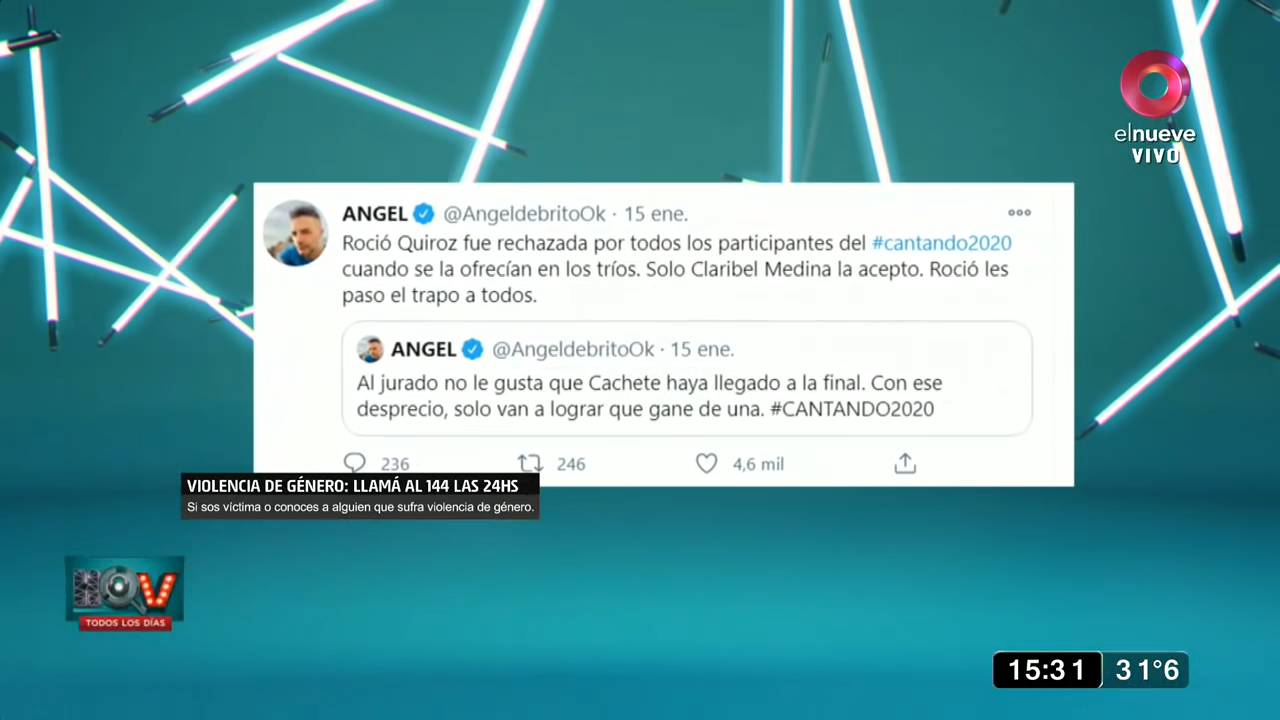 elnueve
VIVO
ANGEL @AngeldebritoOk · 15 ene.
Roció Quiroz fue rechazada por todos los participantes del #cantando2020
cuando se la ofrecían en los tríos. Solo Claribel Medina la acepto. Roció les
paso el trapo a todos.
ANGEL @AngeldebritoOk · 15 ene.
Al jurado no le gusta que Cachete haya llegado a la final. Con ese
desprecio, solo van a lograr que gane de una. #CANTANDO2020
236 246 4,6 mil
VIOLENCIA DE GÉNERO: LLAMÁ AL 144 LAS 24HS
Si sos víctima o conoces a alguien que sufra violencia de género.
HQV
TODOS LOS DÍAS
15:31 31°6